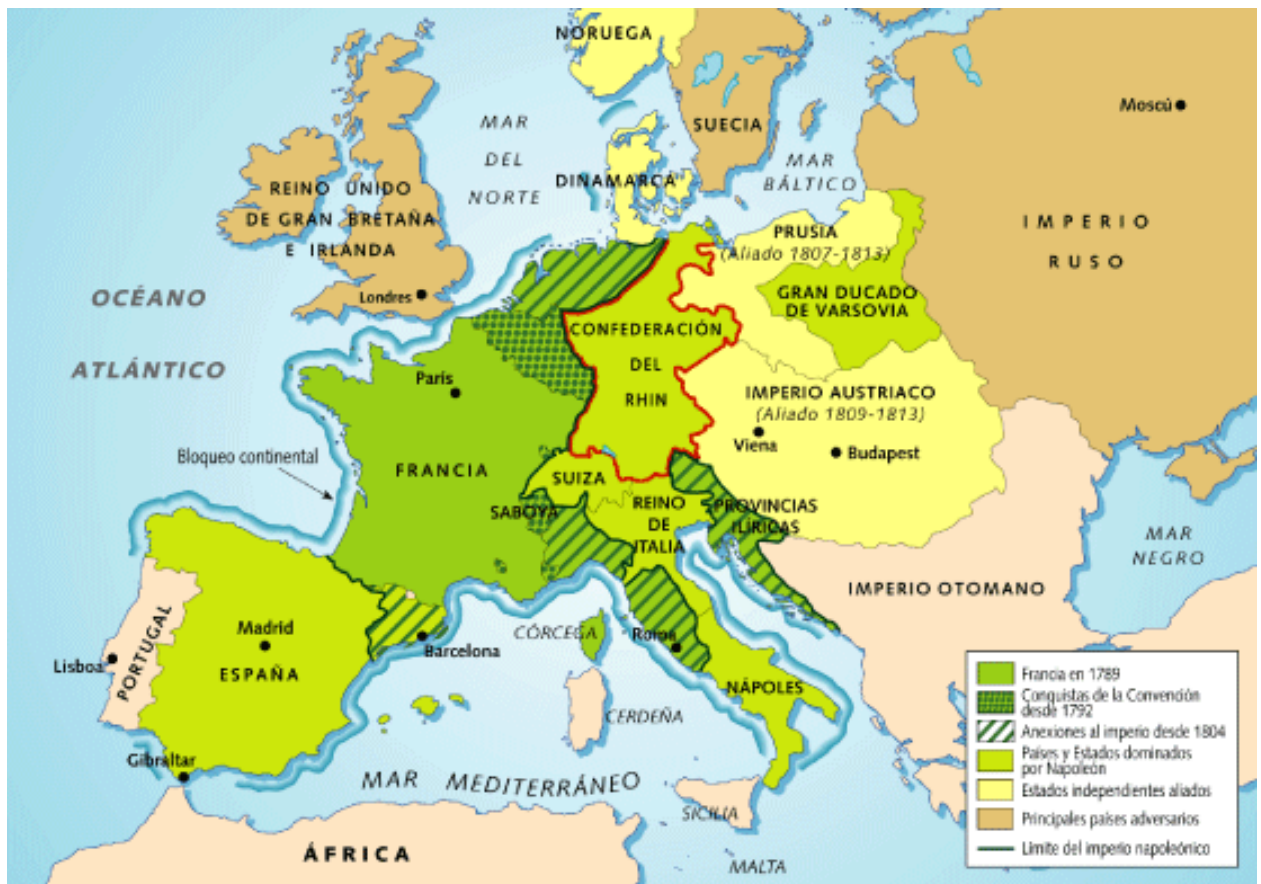 NORUEGA
Moscú
MAR
DEL
NORTE
SUECIA
MAR
BÁLTICO
DINAMARCA
REINO UNIDO
DE GRAN BRETAÑA
E IRLANDA
Londres
IMPERIO
RUSO
PRUSIA
(Aliado 1807-1813)
GRAN DUCADO
DE VARSOVIA
OCÉANO
ATLÁNTICO
CONFEDERACIÓN
DEL
RHIN
París
IMPERIO AUSTRIACO
(Aliado 1809-1813)
Viena
Budapest
Bloqueo continental
FRANCIA
SUIZA
SABOYA
REINO
DE
ITALIA
PROVINCIAS
ILÍRICAS
MAR
NEGRO
IMPERIO OTOMANO
PORTUGAL
Lisboa
Madrid
ESPAÑA
Barcelona
CÓRCEGA
Roma
NÁPOLES
CERDEÑA
Gibraltar
MAR MEDITERRÁNEO
SICILIA
MALTA
ÁFRICA
Francia en 1789
Conquistas de la Convención
desde 1792
Anexiones al imperio desde 1804
Países y Estados dominados
por Napoleón
Estados independientes aliados
Principales países adversarios
Límite del imperio napoleónico